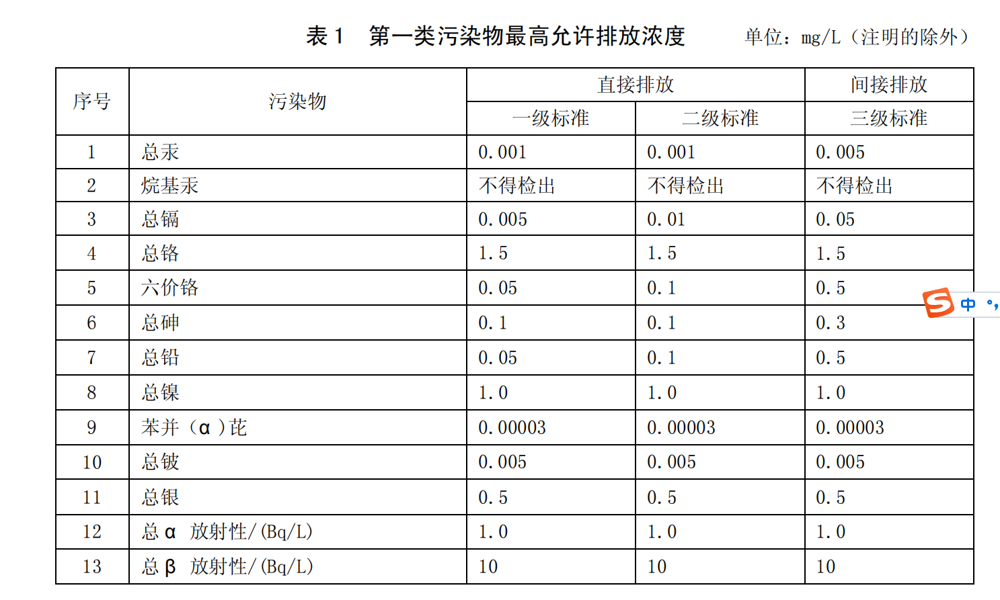 表 1 第一类污染物最高允许排放浓度 单位：mg/L（注明的除外）
序号 污染物 直接排放 间接排放
一级标准 二级标准 三级标准
1 总汞 0.001 0.001 0.005
2 烷基汞 不得检出 不得检出 不得检出
3 总镉 0.005 0.01 0.05
4 总铬 1.5 1.5 1.5
5 六价铬 0.05 0.1 0.5
6 总砷 0.1 0.1 0.3
7 总铅 0.05 0.1 0.5
8 总镍 1.0 1.0 1.0
9 苯并（α )芘 0.00003 0.00003 0.00003
10 总铍 0.005 0.005 0.005
11 总银 0.5 0.5 0.5
12 总 α 放射性/(Bq/L) 1.0 1.0 1.0
13 总 β 放射性/(Bq/L) 10 10 10
S 中 °,